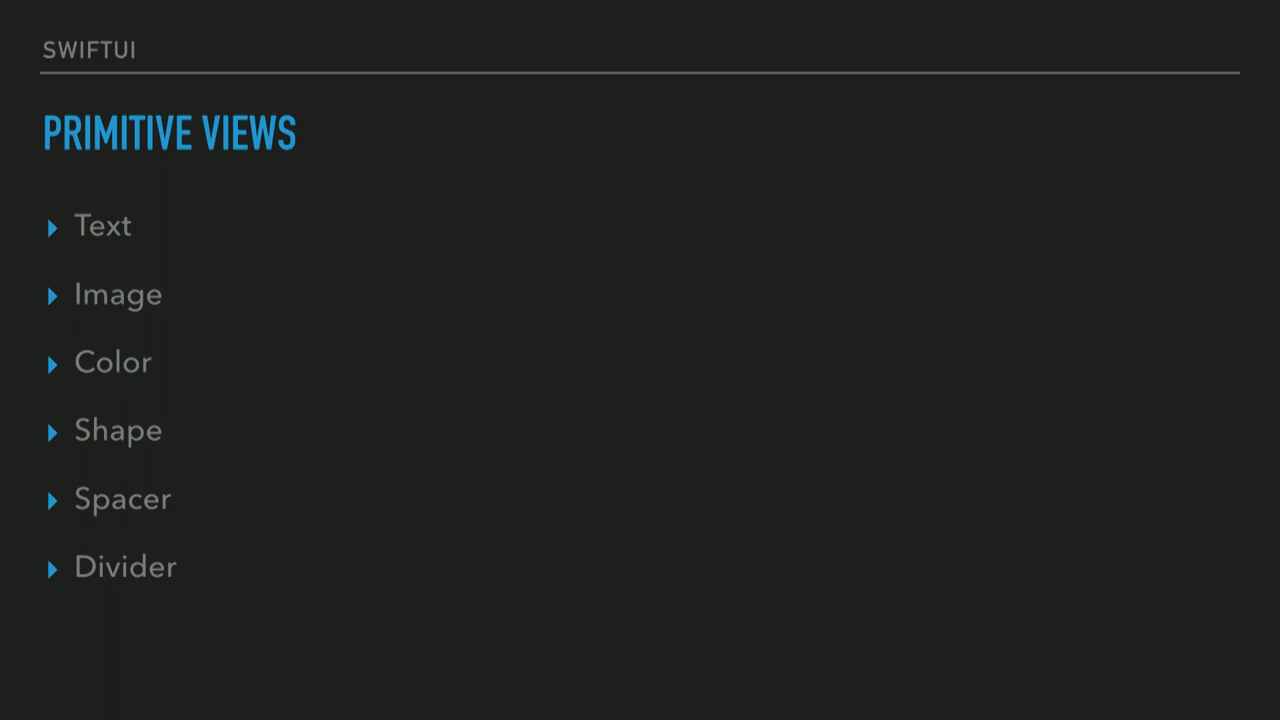 SWIFTUI
PRIMITIVE VIEWS
Text
Image
Color
Shape
Spacer
Divider